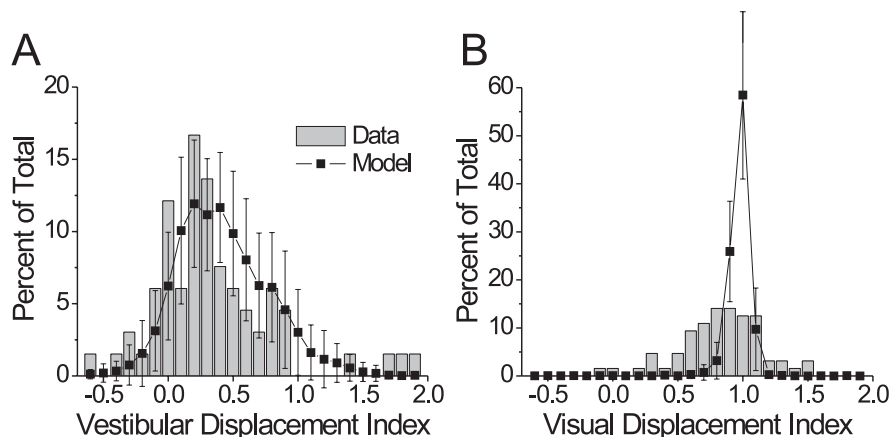 A
20
15
10
5
0
Percent of Total
Data
Model
-0.5 0.0 0.5 1.0 1.5 2.0
Vestibular Displacement Index
B
60
50
40
30
20
10
0
Percent of Total
-0.5 0.0 0.5 1.0 1.5 2.0
Visual Displacement Index